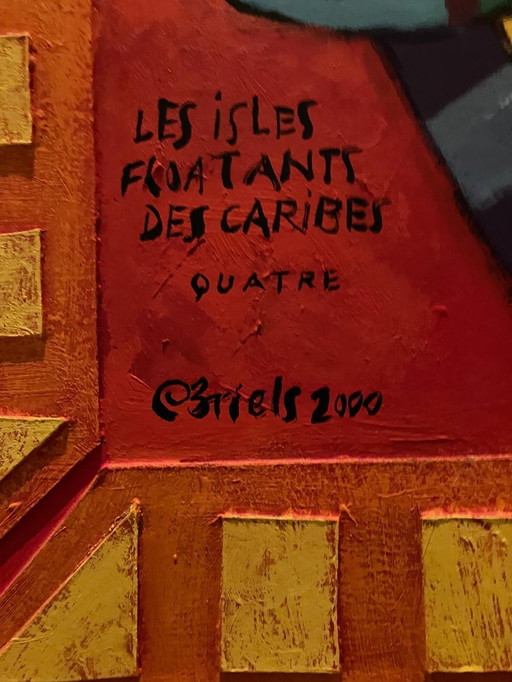 LES iSLES
FLOATANTS
DES CARiBES
QUATRE
Briels 2000